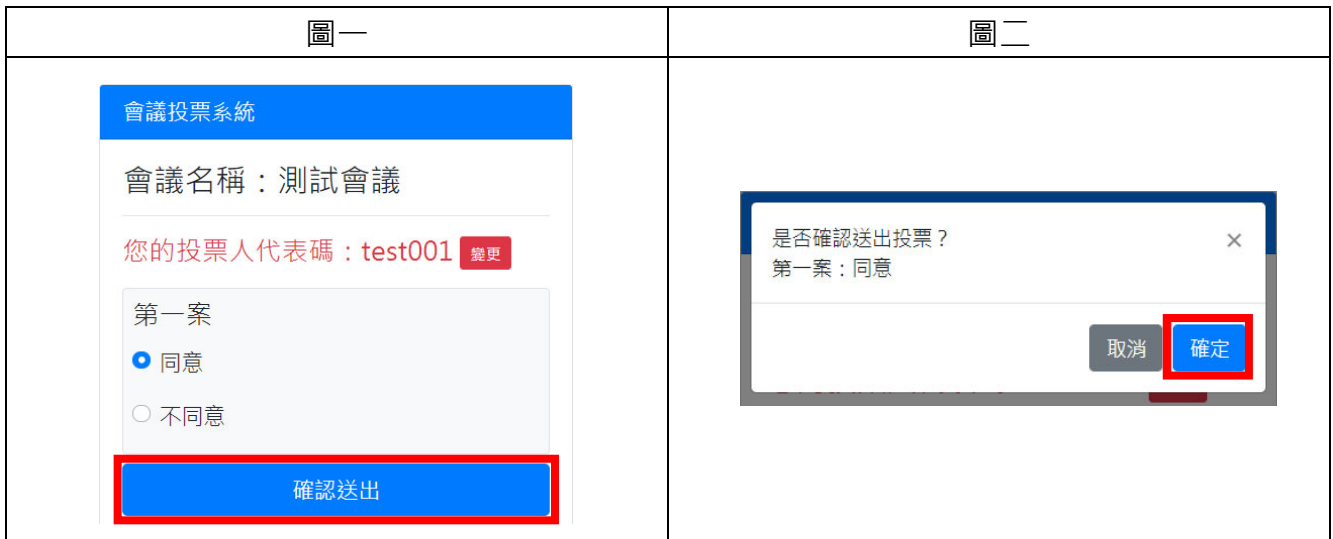 圖一
圖二
會議投票系統
會議名稱：測試會議
您的投票人代表碼：test001 變更
第一案
同意
不同意
確認送出
是否確認送出投票？ ×
第一案：同意
取消 確定